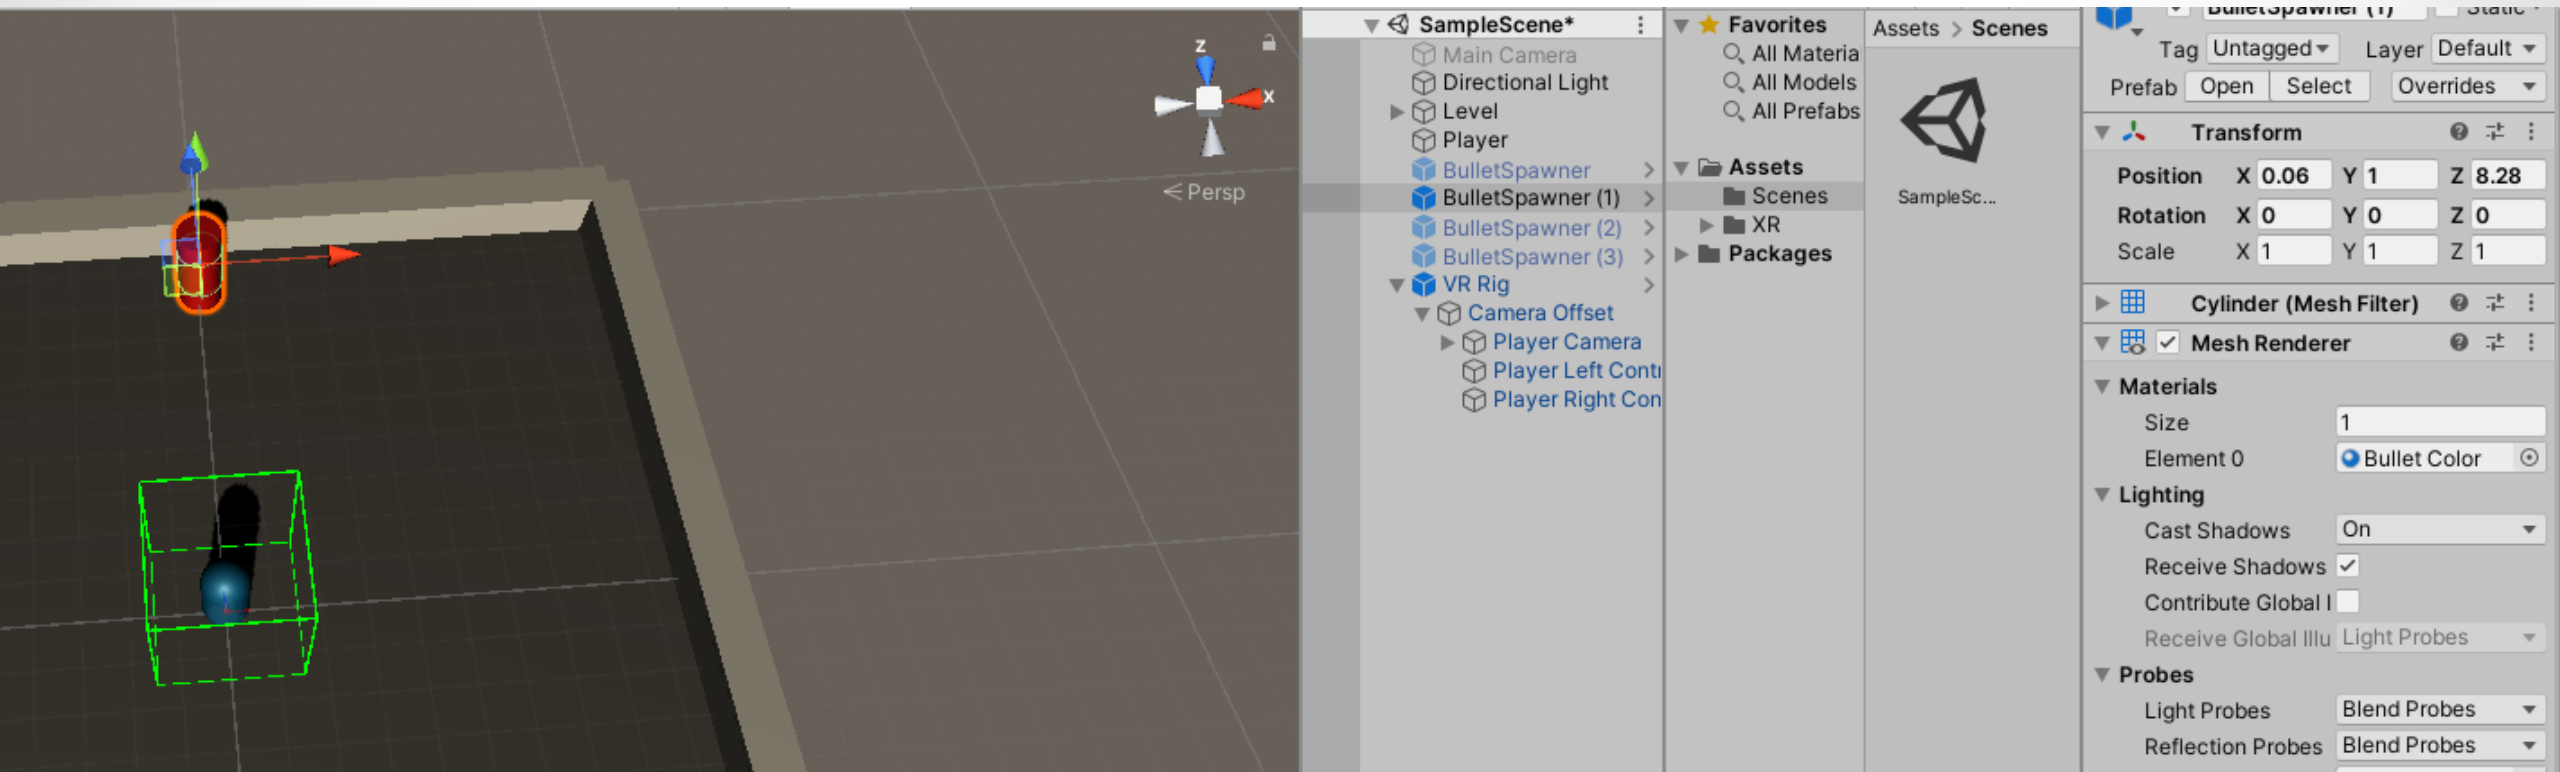 z
x
< Persp
SampleScene*
Main Camera
Directional Light
Level
Player
BulletSpawner
BulletSpawner (1)
BulletSpawner (2)
BulletSpawner (3)
VR Rig
Camera Offset
Player Camera
Player Left Contr
Player Right Con
Favorites
All Materia
All Models
All Prefabs
Assets
Scenes
XR
Packages
Assets > Scenes
SampleSc...
BulletSpawner (1) Static
Tag Untagged Layer Default
Prefab Open Select Overrides
Transform
Position X 0.06 Y 1 Z 8.28
Rotation X 0 Y 0 Z 0
Scale X 1 Y 1 Z 1
Cylinder (Mesh Filter)
Mesh Renderer
Materials
Size 1
Element 0 Bullet Color
Lighting
Cast Shadows On
Receive Shadows
Contribute Global I
Receive Global Illu Light Probes
Probes
Light Probes Blend Probes
Reflection Probes Blend Probes